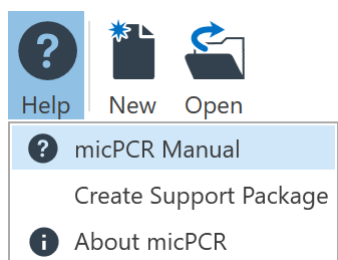 Help New Open
micPCR Manual
Create Support Package
About micPCR